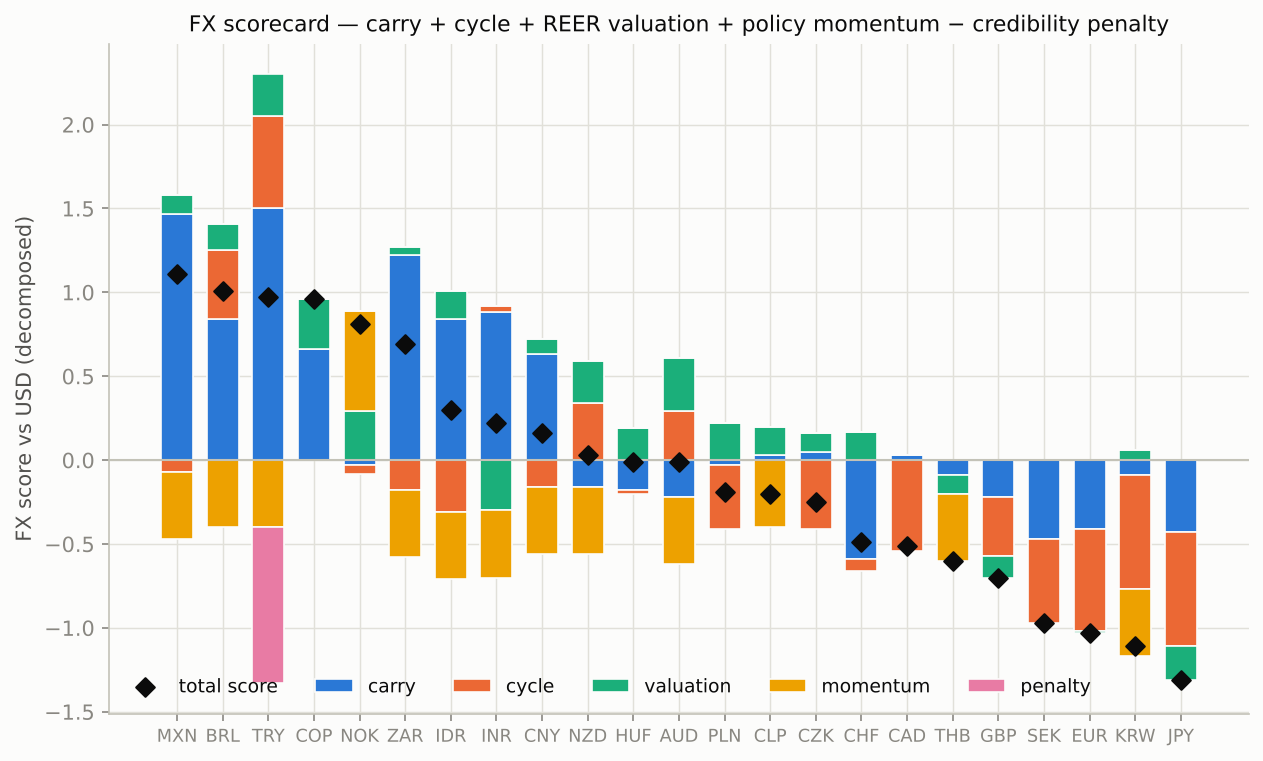 FX scorecard — carry + cycle + REER valuation + policy momentum − credibility penalty
FX score vs USD (decomposed)
2.0
1.5
1.0
0.5
0.0
−0.5
−1.0
−1.5
total score carry cycle valuation momentum penalty
MXN BRL TRY COP NOK ZAR IDR INR CNY NZD HUF AUD PLN CLP CZK CHF CAD THB GBP SEK EUR KRW JPY